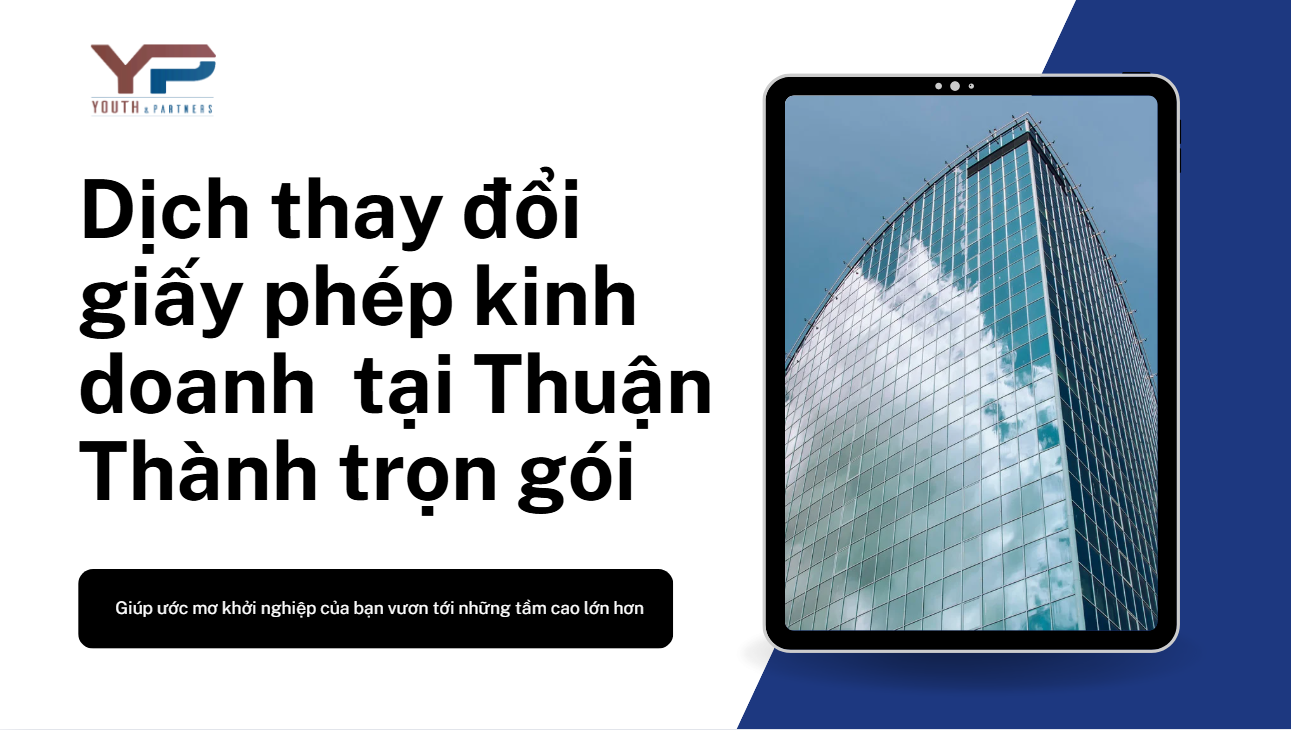 YP
YOUTH & PARTNERS
Dịch thay đổi
giấy phép kinh
doanh tại Thuận
Thành trọn gói
Giúp ước mơ khởi nghiệp của bạn vươn tới những tầm cao lớn hơn